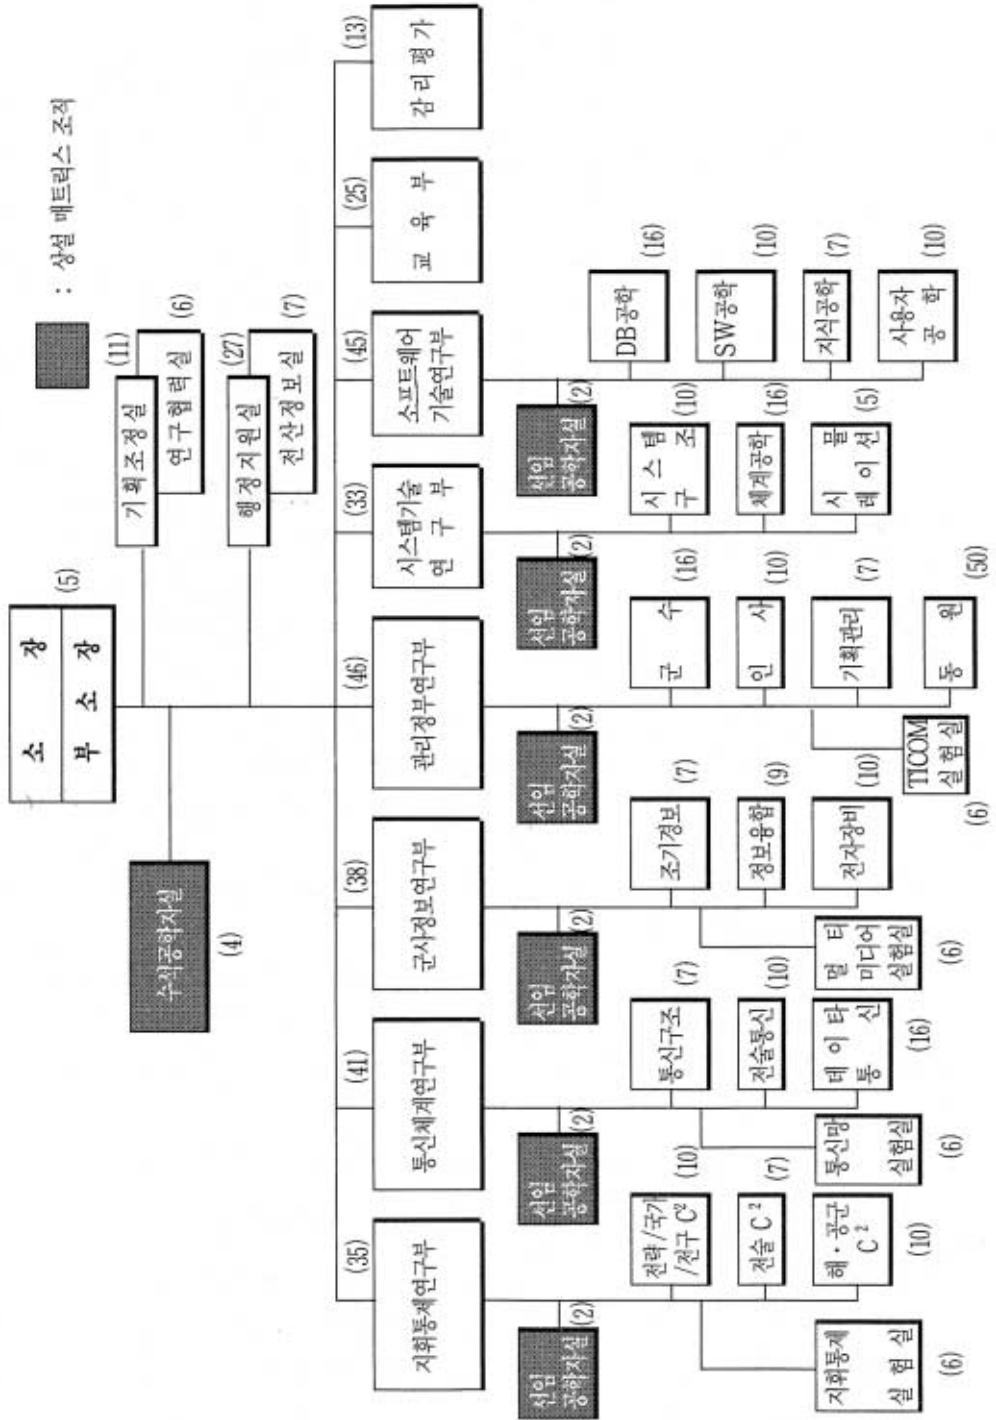 : 상설 매트릭스 조직
소 장
부 소 장
(5)
수석공학자실
(4)
기획조정실
(11)
연구협력실
(6)
행정지원실
(27)
전산정보실
(7)
(35)
지휘통제연구부
(41)
통신체계연구부
(38)
군사정보연구부
(46)
관리정부연구부
(33)
시스템기술
연 구 부
(45)
소프트웨어
기술연구부
(25)
교 육 부
(13)
감 리 평 가
선임
공학자실
(2)
전략/국가
/전구 C²
(10)
전술 C²
(7)
해·공군
C²
(10)
지휘통제
실 험 실
(6)
선임
공학자실
(2)
통신구조
(7)
전술통신
(10)
데 이 타
통 신
(16)
통신망
실험실
(6)
선임
공학자실
(2)
조기경보
(7)
정보융합
(9)
전자장비
(10)
멀 티
미디어
실험실
(6)
선임
공학자실
(2)
군 수
(16)
인 사
(10)
기획관리
(7)
동 원
(50)
TICOM
실험실
(6)
선임
공학자실
(2)
시 스 템
구 조
(10)
체계공학
(16)
시 뮬
레 이 션
(5)
선임
공학자실
(2)
DB공학
(16)
SW공학
(10)
지식공학
(7)
사용자
공 학
(10)